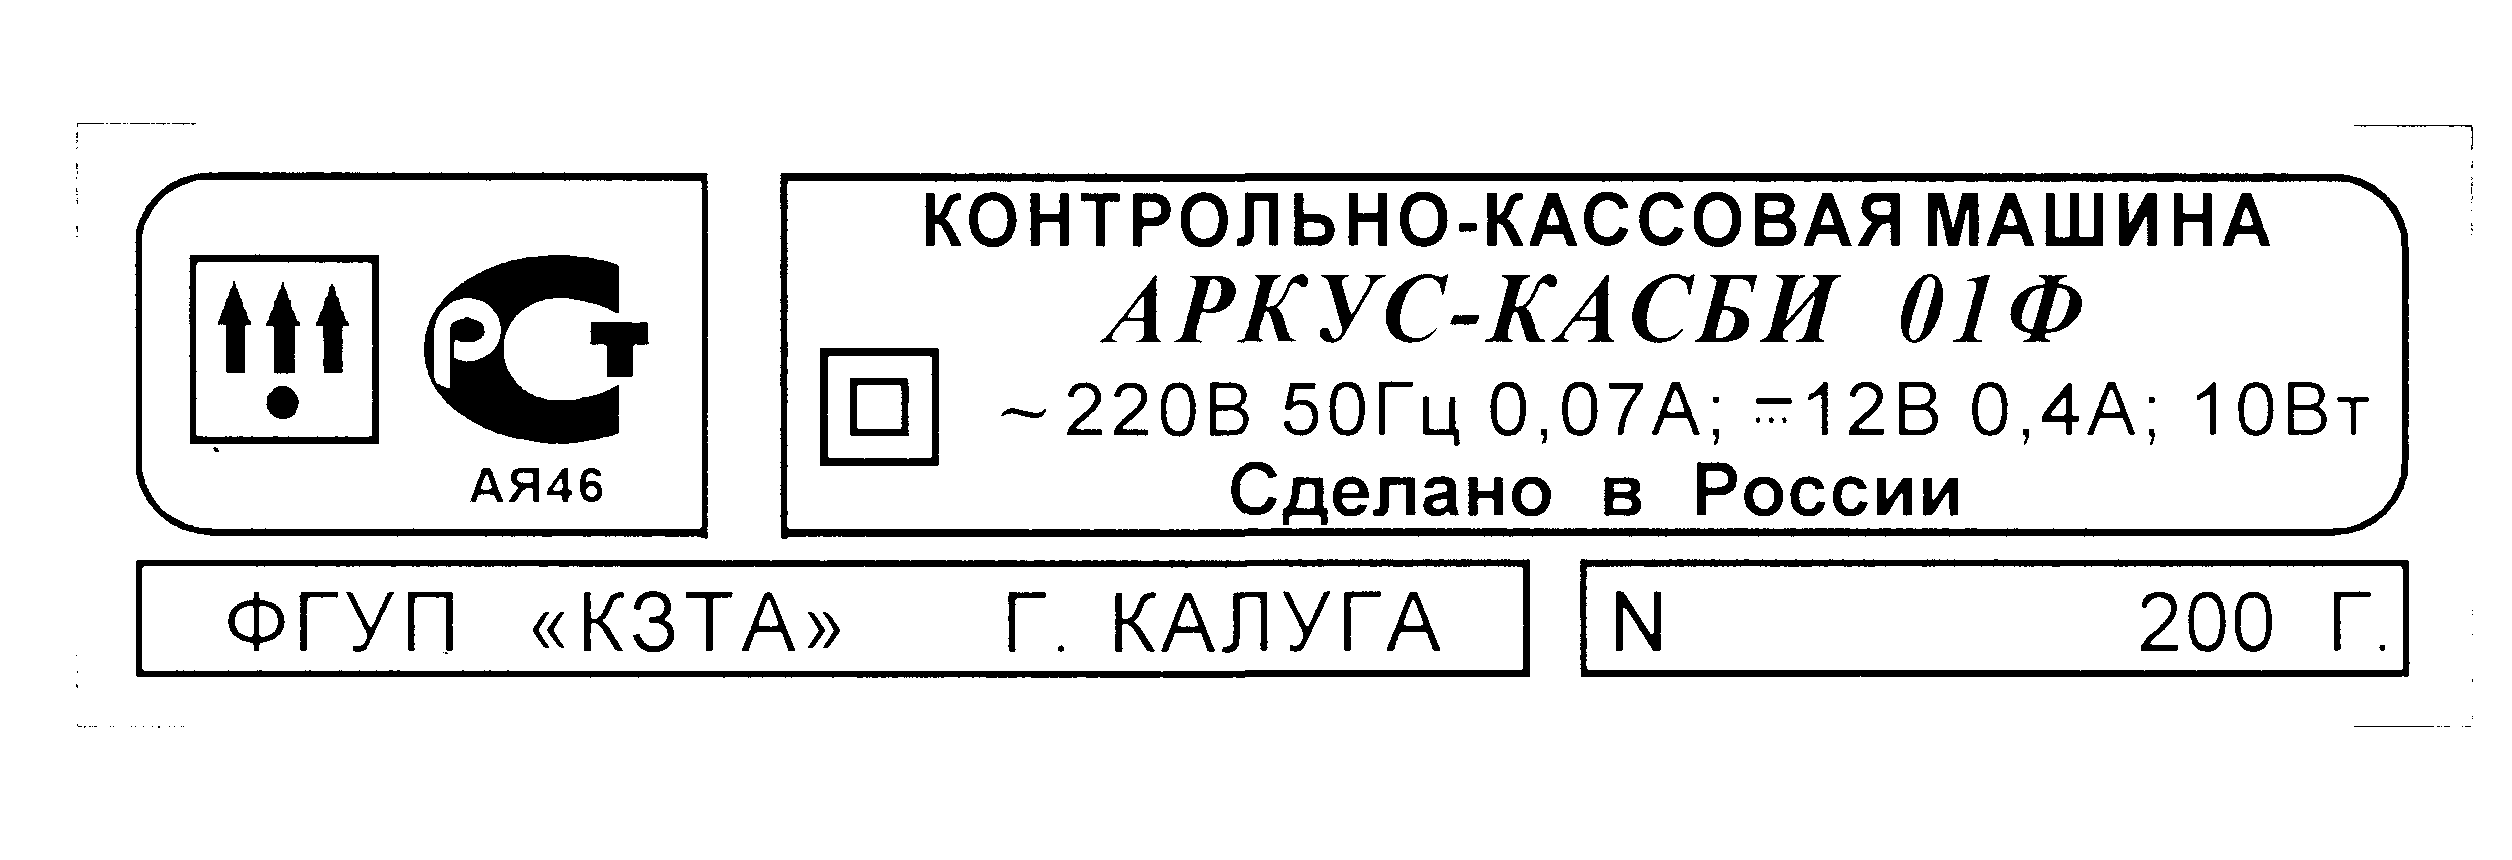 РСТ
АЯ46
КОНТРОЛЬНО-КАССОВАЯ МАШИНА
АРКУС-КАСБИ 01Ф
~220В 50Гц 0,07А; ⎓12В 0,4А; 10Вт
Сделано в России
ФГУП «КЗТА» Г. КАЛУГА
N 200 Г.